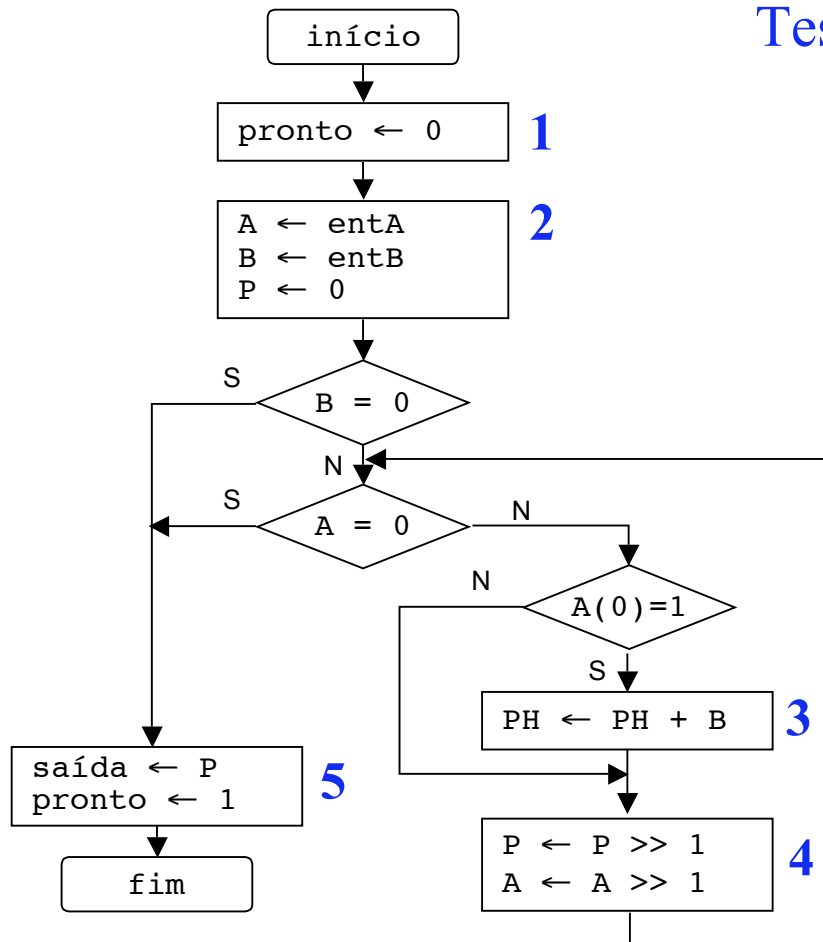 Tes
início
pronto ← 0
1
A ← entA
B ← entB
P ← 0
2
S
B = 0
N
S
A = 0
N
N
A(0)=1
S
PH ← PH + B
3
saída ← P
pronto ← 1
5
P ← P >> 1
A ← A >> 1
4
fim